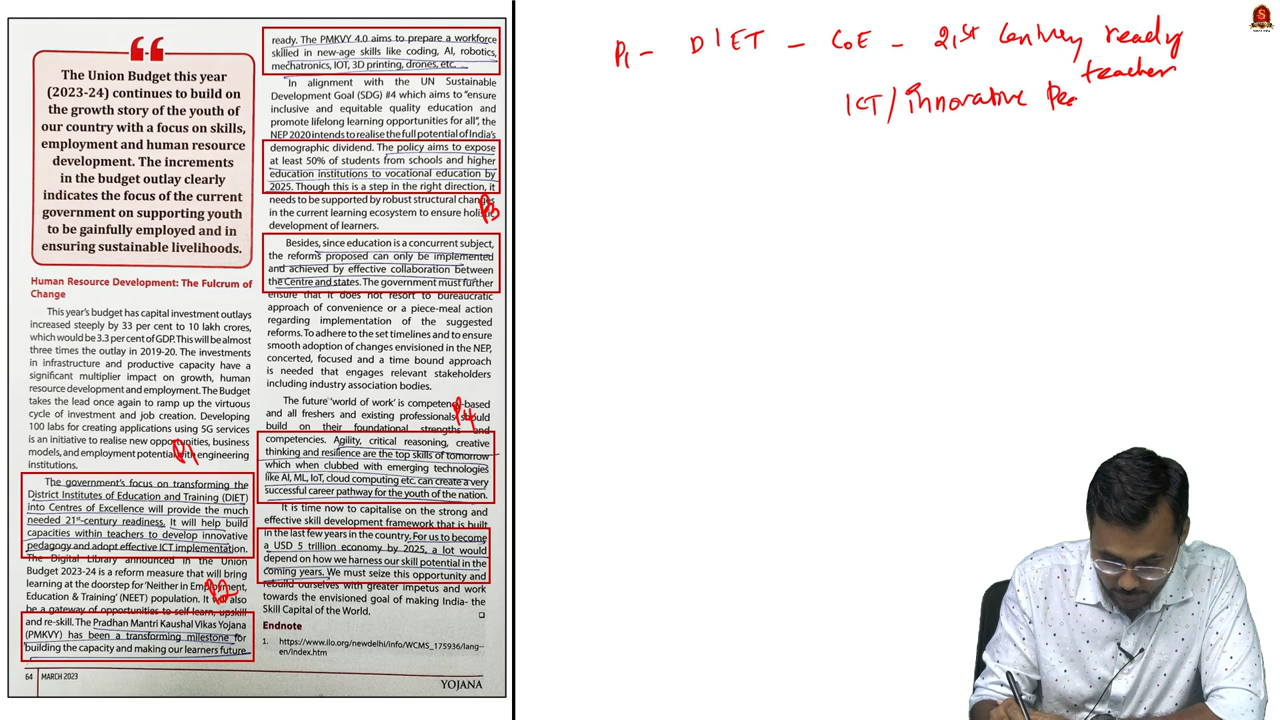 The Union Budget this year
(2023-24) continues to build on
the growth story of the youth of
our country with a focus on skills,
employment and human resource
development. The increments
in the budget outlay clearly
indicates the focus of the current
government on supporting youth
to be gainfully employed and in
ensuring sustainable livelihoods.
Human Resource Development: The Fulcrum of
Change
This year's budget has capital investment outlays
increased steeply by 33 per cent to 10 lakh crores,
which would be 3.3 per cent of GDP. This will be almost
three times the outlay in 2019-20. The investments
in infrastructure and productive capacity have a
significant multiplier impact on growth, human
resource development and employment. The Budget
takes the lead once again to ramp up the virtuous
cycle of investment and job creation. Developing
100 labs for creating applications using 5G services
is an initiative to realise new opportunities, business
models, and employment potential with engineering
institutions.
P1
The government's focus on transforming the
District Institutes of Education and Training (DIET)
into Centres of Excellence will provide the much
needed 21st-century readiness. It will help build
capacities within teachers to develop innovative
pedagogy and adopt effective ICT implementation.
The Digital Library announced in the Union
Budget 2023-24 is a reform measure that will bring
learning at the doorstep for 'Neither in Employment,
Education & Training' (NEET) population. It will also
be a gateway of opportunities to self-learn, upskill
P2
and re-skill. The Pradhan Mantri Kaushal Vikas Yojana
(PMKVY) has been a transforming milestone for
building the capacity and making our learners future
ready. The PMKVY 4.0 aims to prepare a workforce
skilled in new-age skills like coding, AI, robotics,
mechatronics, IOT, 3D printing, drones, etc.
In alignment with the UN Sustainable
Development Goal (SDG) #4 which aims to "ensure
inclusive and equitable quality education and
promote lifelong learning opportunities for all", the
NEP 2020 intends to realise the full potential of India's
demographic dividend. The policy aims to expose
at least 50% of students from schools and higher
education institutions to vocational education by
2025. Though this is a step in the right direction, it
needs to be supported by robust structural changes
in the current learning ecosystem to ensure holistic
development of learners.
P3
Besides, since education is a concurrent subject,
the reforms proposed can only be implemented
and achieved by effective collaboration between
the Centre and states. The government must further
ensure that it does not resort to bureaucratic
approach of convenience or a piece-meal action
regarding implementation of the suggested
reforms. To adhere to the set timelines and to ensure
smooth adoption of changes envisioned in the NEP,
concerted, focused and a time bound approach
is needed that engages relevant stakeholders
including industry association bodies.
The future 'world of work' is competency-based
and all freshers and existing professionals should
build on their foundational strengths and
P4
competencies. Agility, critical reasoning, creative
thinking and resilience are the top skills of tomorrow
which when clubbed with emerging technologies
like AI, ML, IoT, cloud computing etc. can create a very
successful career pathway for the youth of the nation.
It is time now to capitalise on the strong and
effective skill development framework that is built
in the last few years in the country. For us to become
a USD 5 trillion economy by 2025, a lot would
depend on how we harness our skill potential in the
coming years. We must seize this opportunity and
rebuild ourselves with greater impetus and work
towards the envisioned goal of making India- the
Skill Capital of the World.
Endnote
1. https://www.ilo.org/newdelhi/info/WCMS_175936/lang--
en/index.htm
64 MARCH 2023
YOJANA
P1 - DIET - CoE - 21st Century ready
teacher
ICT/innovative Pe